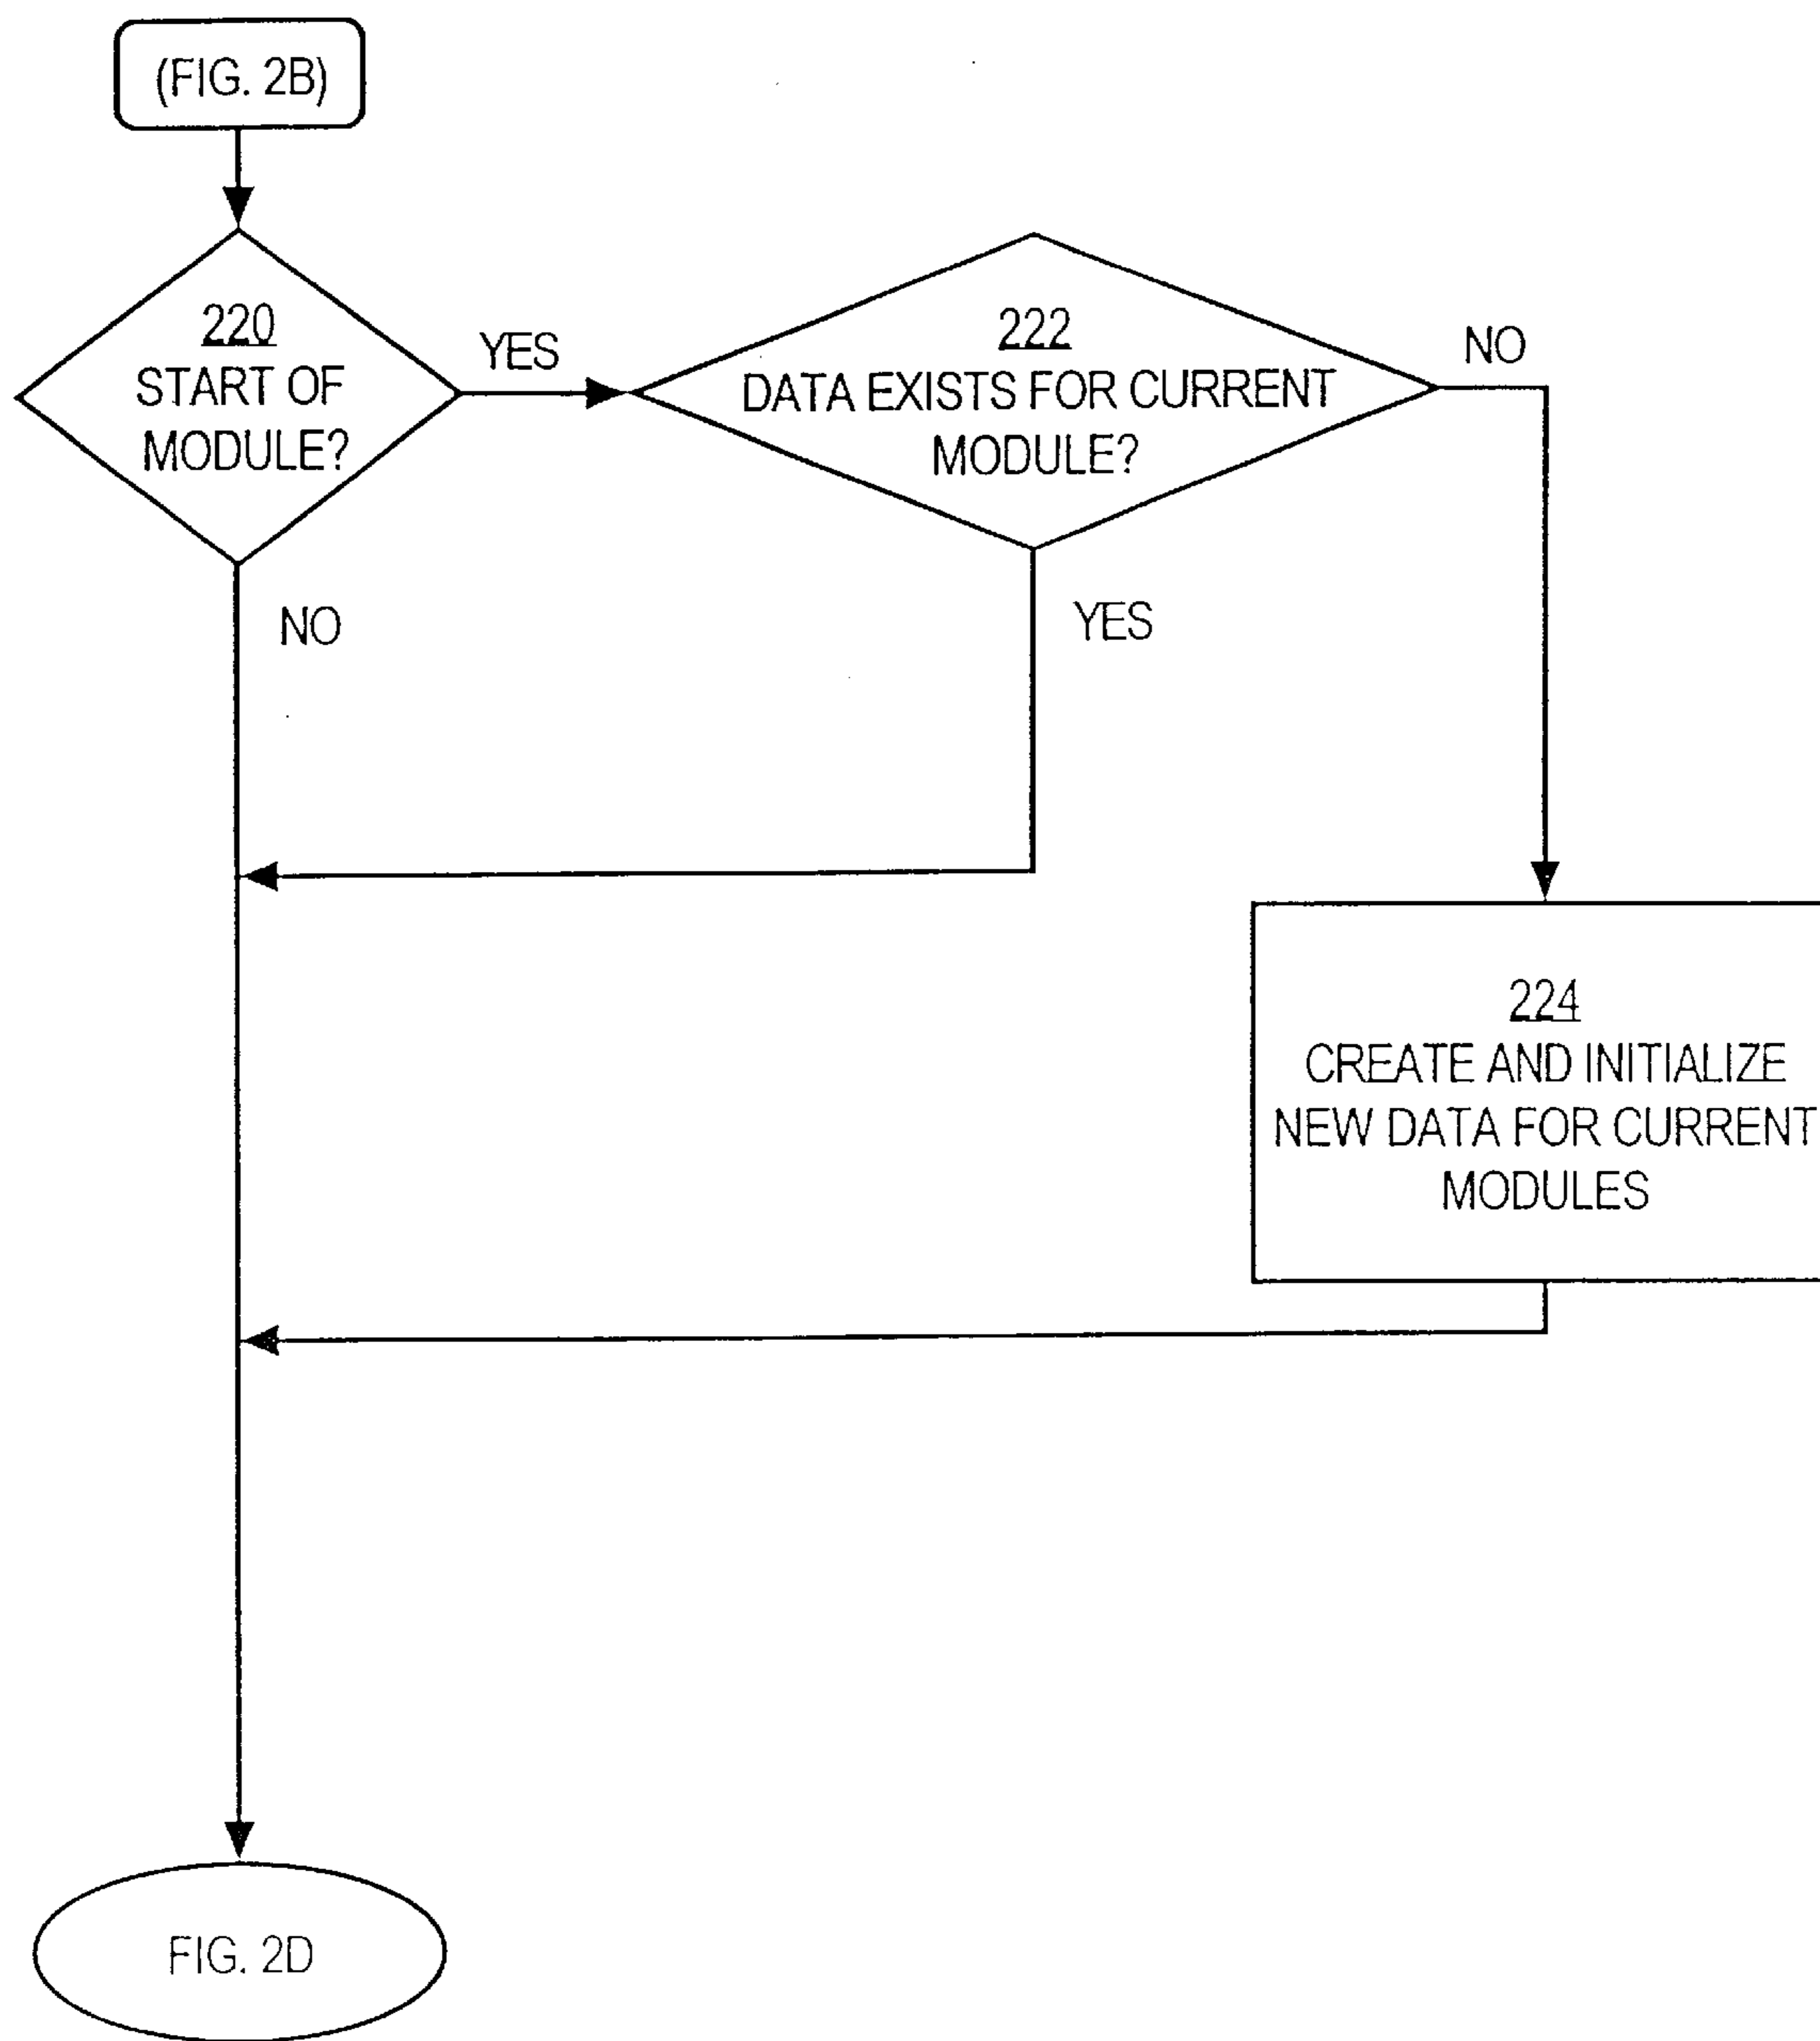 (FIG. 2B)
220
START OF
MODULE?
YES
NO
222
DATA EXISTS FOR CURRENT
MODULE?
NO
YES
224
CREATE AND INITIALIZE
NEW DATA FOR CURRENT
MODULES
FIG. 2D